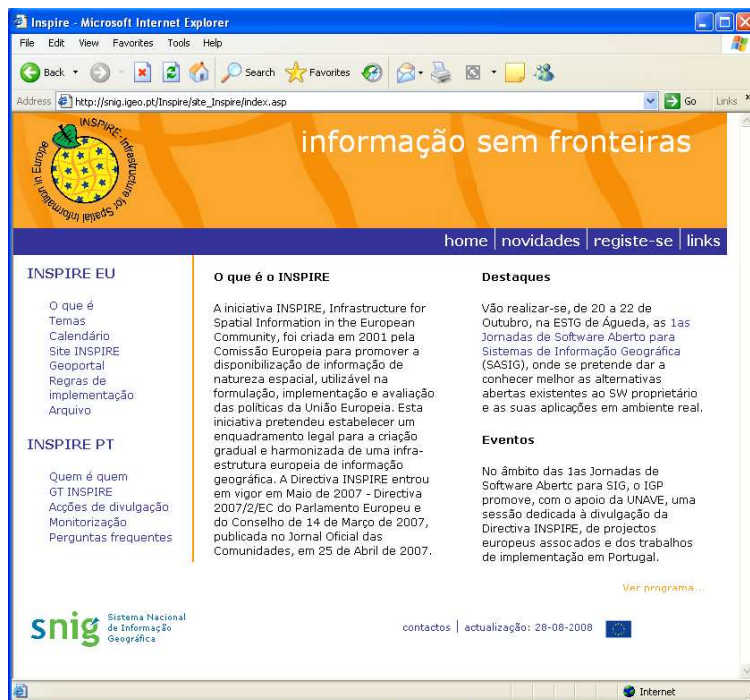 Inspire - Microsoft Internet Explorer
File Edit View Favorites Tools Help
Back Search Favorites
Address http://snig.igeo.pt/Inspire/site_Inspire/index.asp Go Links »
INSPIRE-Infrastructure for Spatial Information in Europe
informação sem fronteiras
home | novidades | registe-se | links
INSPIRE EU
O que é
Temas
Calendário
Site INSPIRE
Geoportal
Regras de
implementação
Arquivo
INSPIRE PT
Quem é quem
GT INSPIRE
Acções de divulgação
Monitorização
Perguntas frequentes
O que é o INSPIRE
A iniciativa INSPIRE, Infrastructure for
Spatial Information in the European
Community, foi criada em 2001 pela
Comissão Europeia para promover a
disponibilização de informação de
natureza espacial, utilizável na
formulação, implementação e avaliação
das políticas da União Europeia. Esta
iniciativa pretendeu estabelecer um
enquadramento legal para a criação
gradual e harmonizada de uma infra-
estrutura europeia de informação
geográfica. A Directiva INSPIRE entrou
em vigor em Maio de 2007 - Directiva
2007/2/EC do Parlamento Europeu e
do Conselho de 14 de Março de 2007,
publicada no Jornal Oficial das
Comunidades, em 25 de Abril de 2007.
Destaques
Vão realizar-se, de 20 a 22 de
Outubro, na ESTG de Águeda, as 1as
Jornadas de Software Aberto para
Sistemas de Informação Geográfica
(SASIG), onde se pretende dar a
conhecer melhor as alternativas
abertas existentes ao SW proprietário
e as suas aplicações em ambiente real.
Eventos
No âmbito das 1as Jornadas de
Software Aberto para SIG, o IGP
promove, com o apoio da UNAVE, uma
sessão dedicada à divulgação da
Directiva INSPIRE, de projectos
europeus associados e dos trabalhos
de implementação em Portugal.
Ver programa...
snig Sistema Nacional
de Informação
Geográfica
contactos | actualização: 28-08-2008
Internet